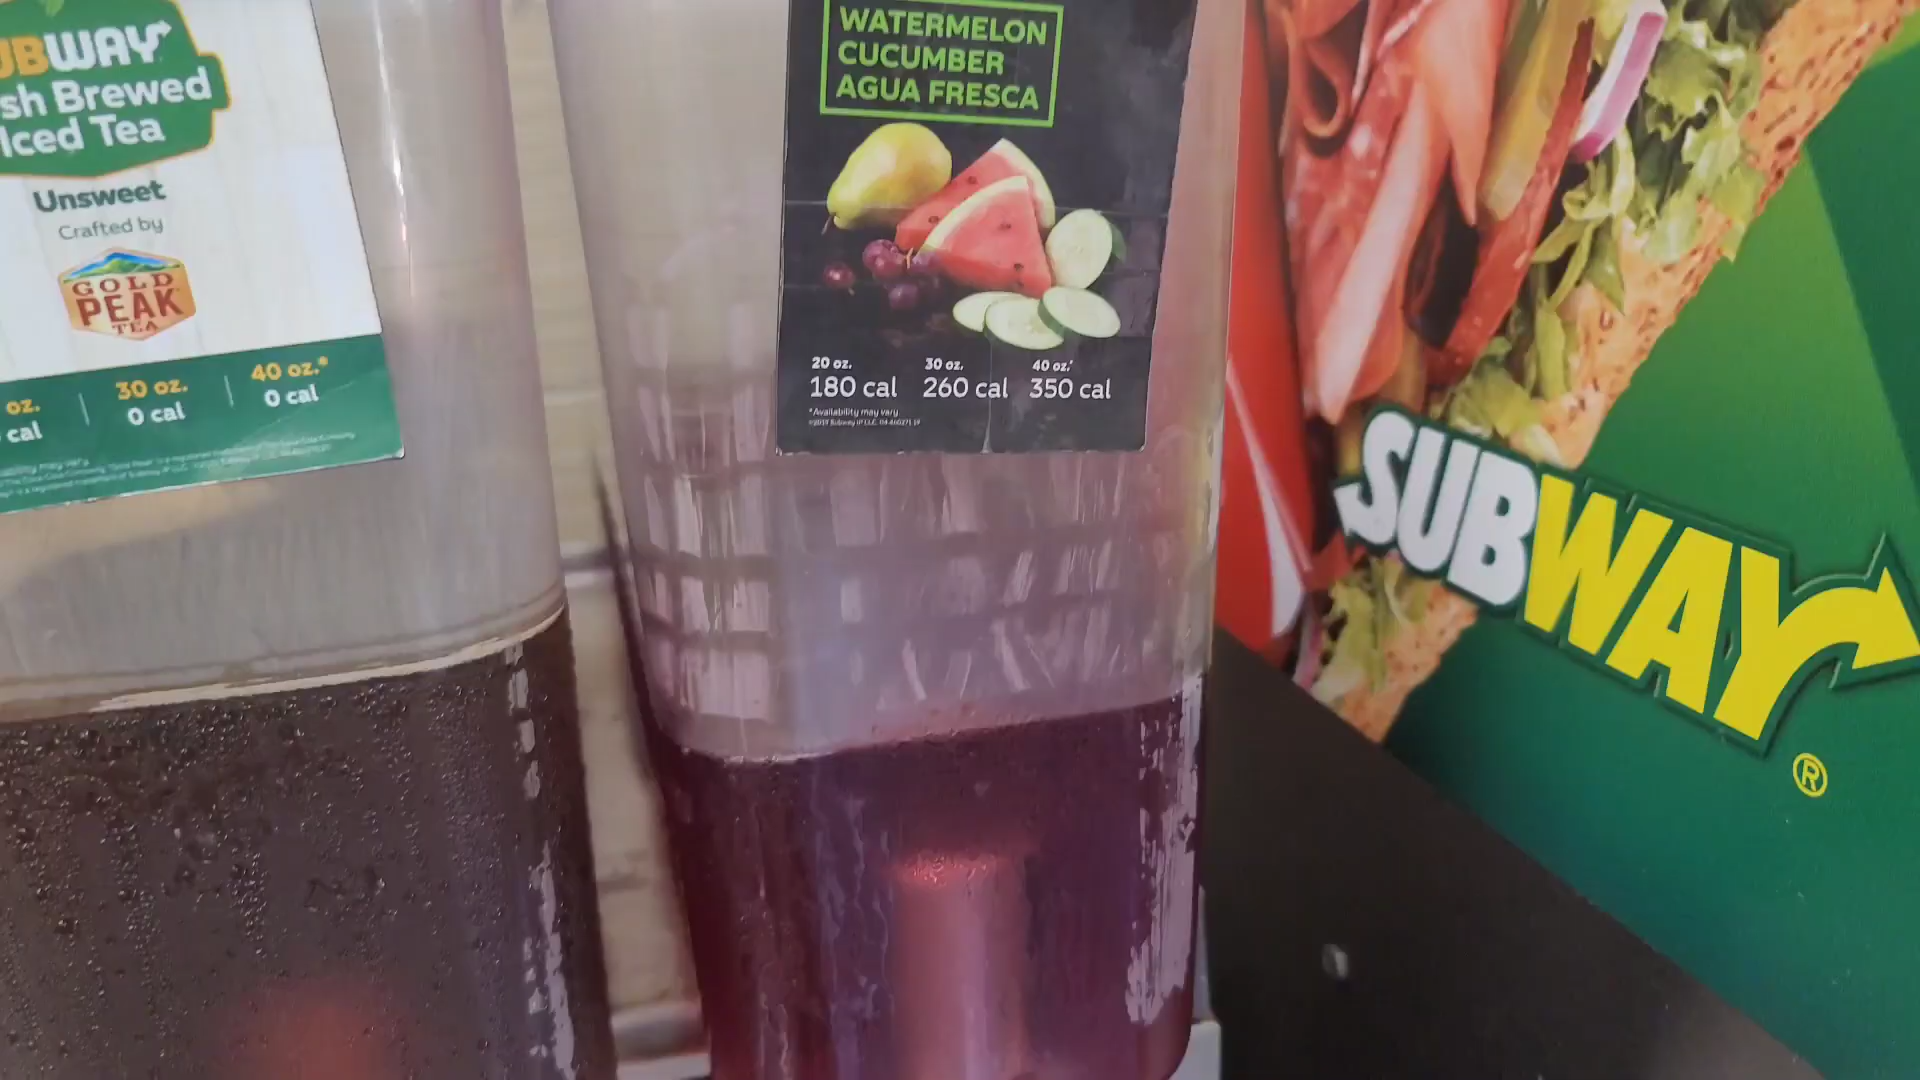 UBWAY
sh Brewed
Iced Tea
Unsweet
Crafted by
GOLD
PEAK
TEA
oz.
cal
30 oz.
0 cal
40 oz.*
0 cal
WATERMELON
CUCUMBER
AGUA FRESCA
20 oz.
180 cal
30 oz.
260 cal
40 oz.*
350 cal
*Availability may vary
SUBWAY
®